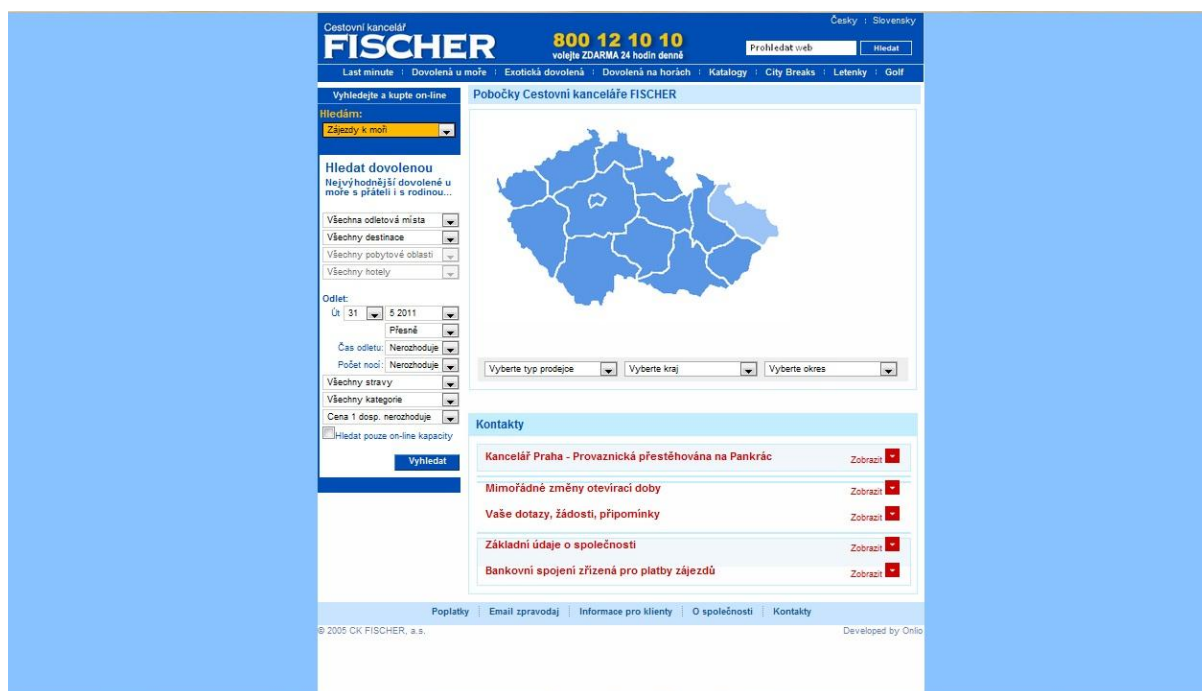 Česky : Slovensky
Cestovní kancelář
FISCHER
800 12 10 10
volejte ZDARMA 24 hodin denně
Prohledat web
Hledat
Last minute : Dovolená u moře : Exotická dovolená : Dovolená na horách : Katalogy : City Breaks : Letenky : Golf
Vyhledejte a kupte on-line
Hledám:
Zájezdy k moři
Hledat dovolenou
Nejvýhodnější dovolené u
moře s přáteli i s rodinou...
Všechna odletová místa
Všechny destinace
Všechny pobytové oblasti
Všechny hotely
Odlet:
Út 31 5 2011
Přesně
Čas odletu: Nerozhoduje
Počet nocí: Nerozhoduje
Všechny stravy
Všechny kategorie
Cena 1 dosp. nerozhoduje
Hledat pouze on-line kapacity
Vyhledat
Pobočky Cestovní kanceláře FISCHER
Vyberte typ prodejce Vyberte kraj Vyberte okres
Kontakty
Kancelář Praha - Provaznická přestěhována na Pankrác Zobrazit
Mimořádné změny otevírací doby Zobrazit
Vaše dotazy, žádosti, připomínky Zobrazit
Základní údaje o společnosti Zobrazit
Bankovní spojení zřízená pro platby zájezdů Zobrazit
Poplatky Email zpravodaj Informace pro klienty O společnosti Kontakty
© 2005 CK FISCHER, a.s. Developed by Onlio